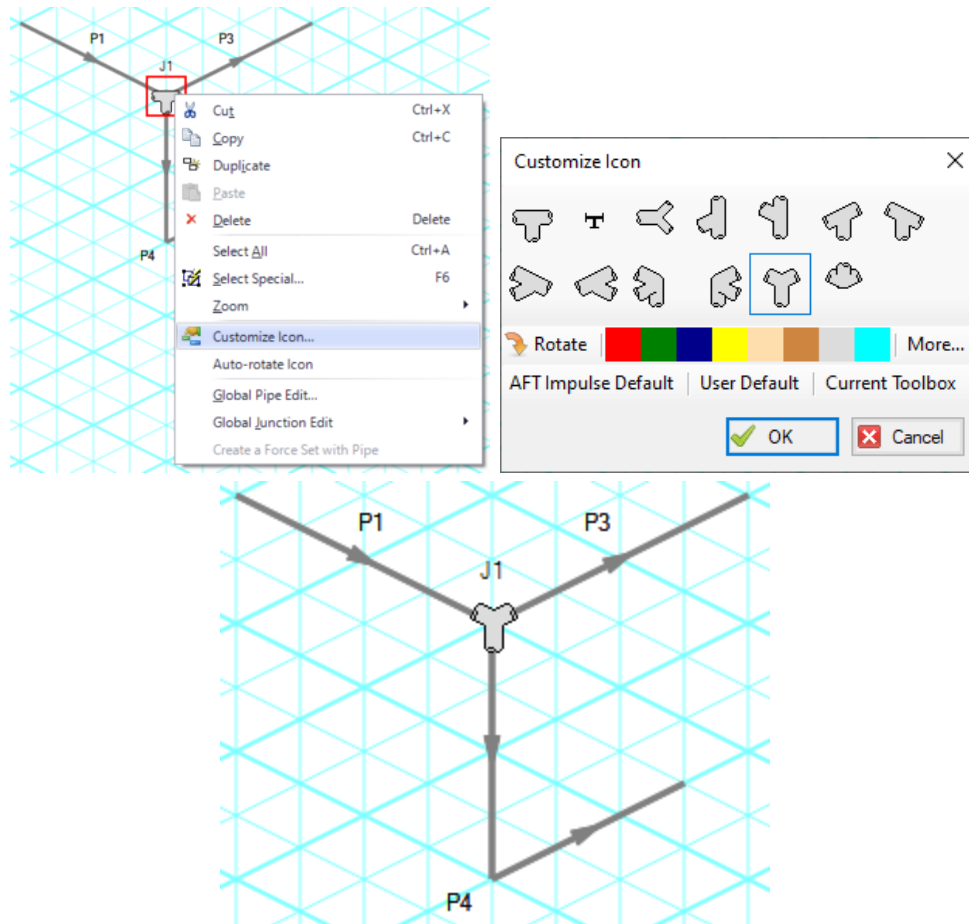 P1
P3
J1
P4
Cut Ctrl+X
Copy Ctrl+C
Duplicate
Paste
Delete Delete
Select All Ctrl+A
Select Special... F6
Zoom
Customize Icon...
Auto-rotate Icon
Global Pipe Edit...
Global Junction Edit
Create a Force Set with Pipe
Customize Icon
Rotate More...
AFT Impulse Default User Default Current Toolbox
OK Cancel
P1 P3
J1
P4